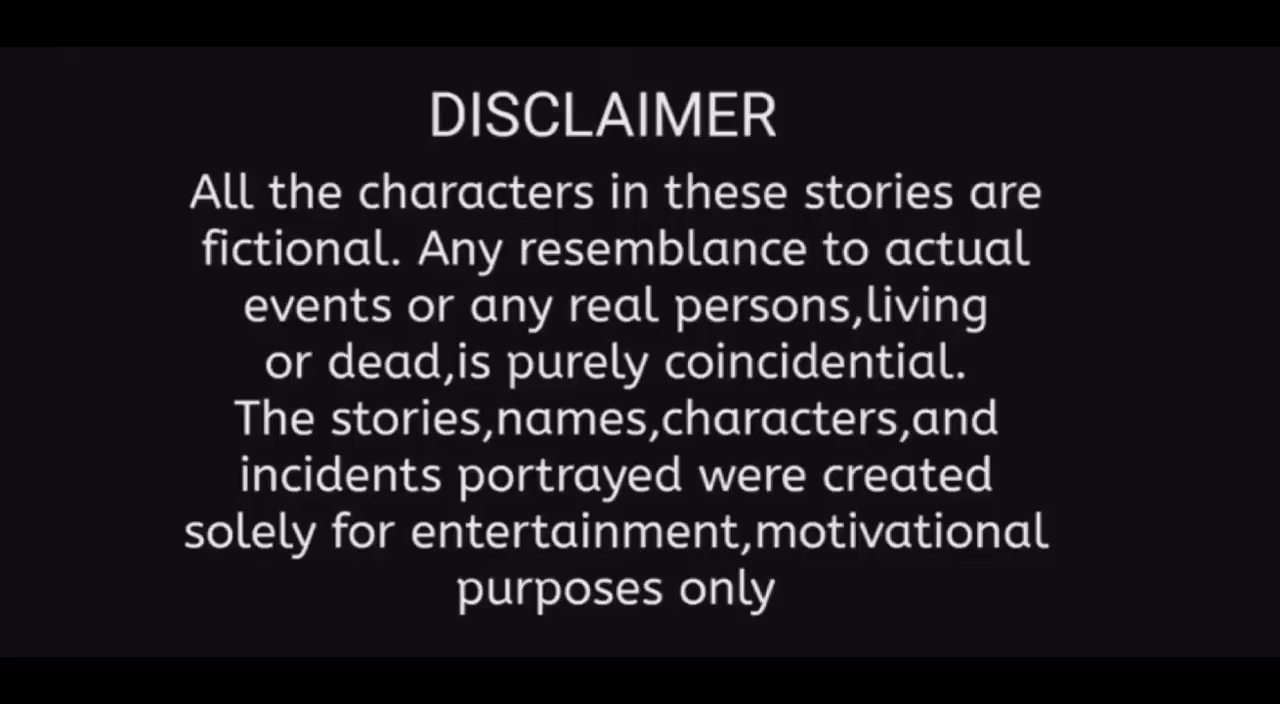 DISCLAIMER
All the characters in these stories are
fictional. Any resemblance to actual
events or any real persons,living
or dead,is purely coincidential.
The stories,names,characters,and
incidents portrayed were created
solely for entertainment,motivational
purposes only